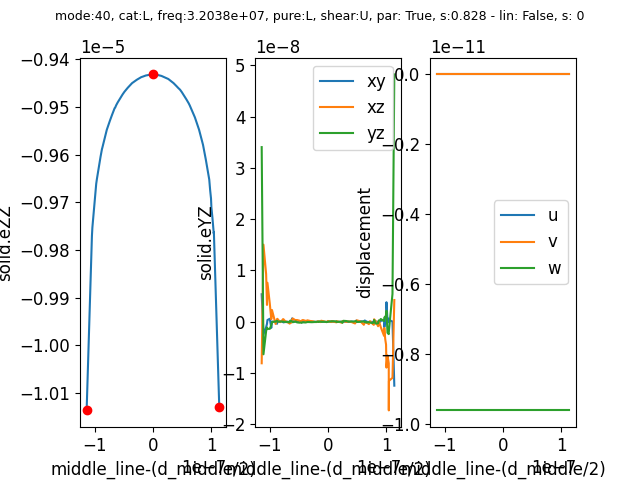 mode:40, cat:L, freq:3.2038e+07, pure:L, shear:U, par: True, s:0.828 - lin: False, s: 0
1e−5
1e−8
1e−11
−0.94
−0.95
−0.96
−0.97
−0.98
−0.99
−1.00
−1.01
solid.eZZ
−1
0
1
1e−7
middle_line-(d_middle/2)
5
4
3
2
1
0
−1
−2
solid.eYZ
xy
xz
yz
−1
0
1
1e−7
middle_line-(d_middle/2)
0.0
−0.2
−0.4
−0.6
−0.8
−1.0
displacement
u
v
w
−1
0
1
1e−7
middle_line-(d_middle/2)